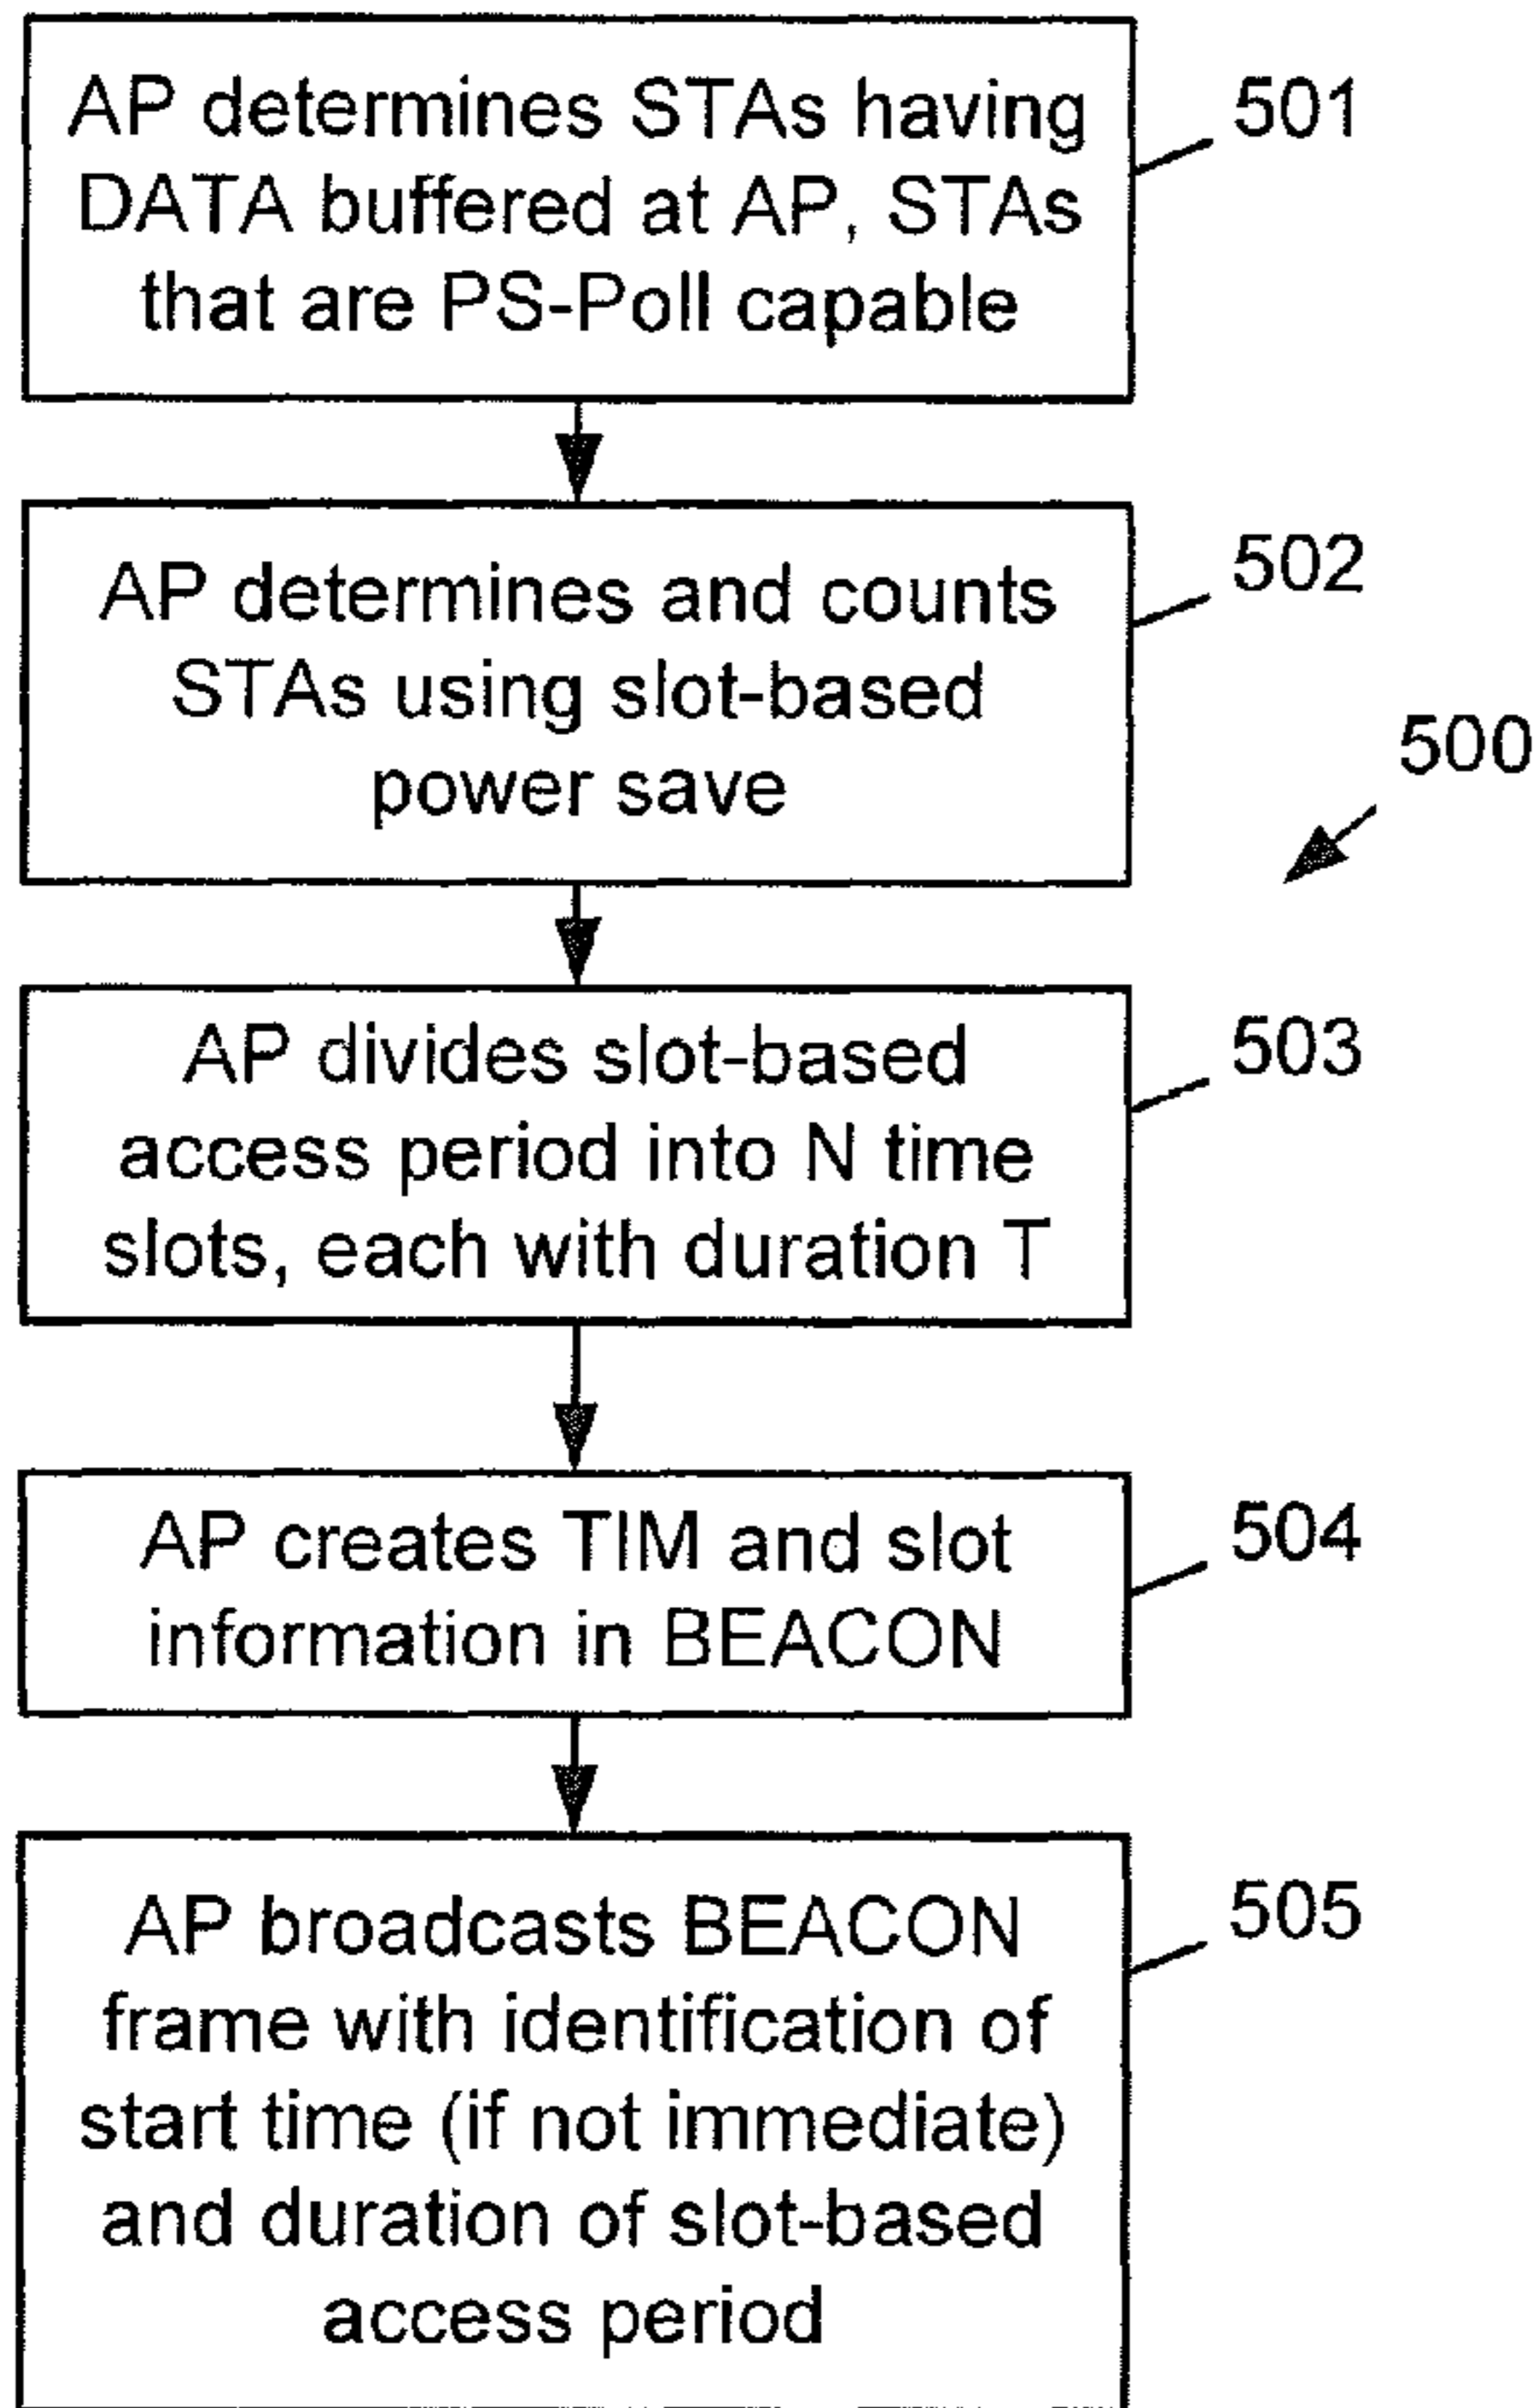 AP determines STAs having
DATA buffered at AP, STAs
that are PS-Poll capable
501
AP determines and counts
STAs using slot-based
power save
502
500
AP divides slot-based
access period into N time
slots, each with duration T
503
AP creates TIM and slot
information in BEACON
504
AP broadcasts BEACON
frame with identification of
start time (if not immediate)
and duration of slot-based
access period
505